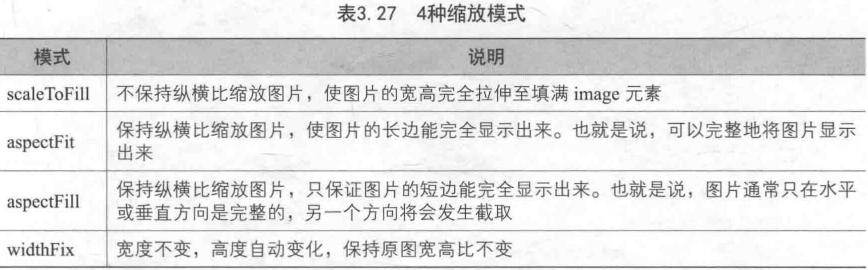 表3.27 4种缩放模式
模式 说明
scaleToFill 不保持纵横比缩放图片，使图片的宽高完全拉伸至填满 image 元素
aspectFit 保持纵横比缩放图片，使图片的长边能完全显示出来。也就是说，可以完整地将图片显示
出来
aspectFill 保持纵横比缩放图片，只保证图片的短边能完全显示出来。也就是说，图片通常只在水平
或垂直方向是完整的，另一个方向将会发生截取
widthFix 宽度不变，高度自动变化，保持原图宽高比不变